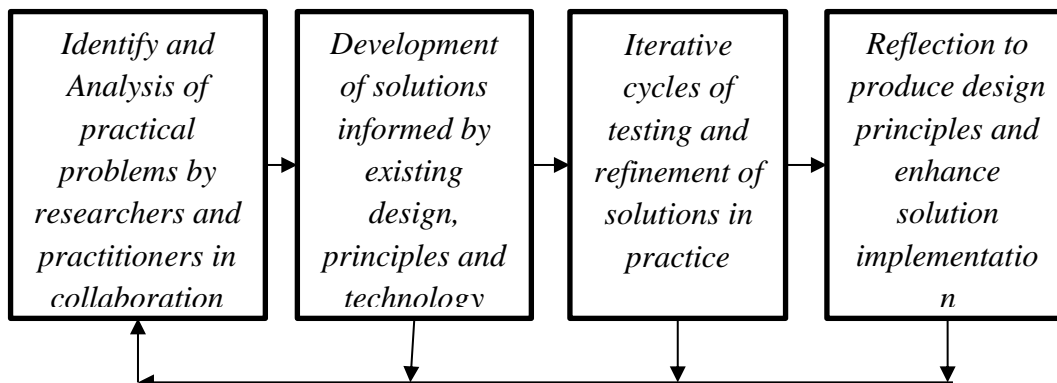 Identify and
Analysis of
practical
problems by
researchers and
practitioners in
collaboration
Development
of solutions
informed by
existing
design,
principles and
technology
Iterative
cycles of
testing and
refinement of
solutions in
practice
Reflection to
produce design
principles and
enhance
solution
implementatio
n